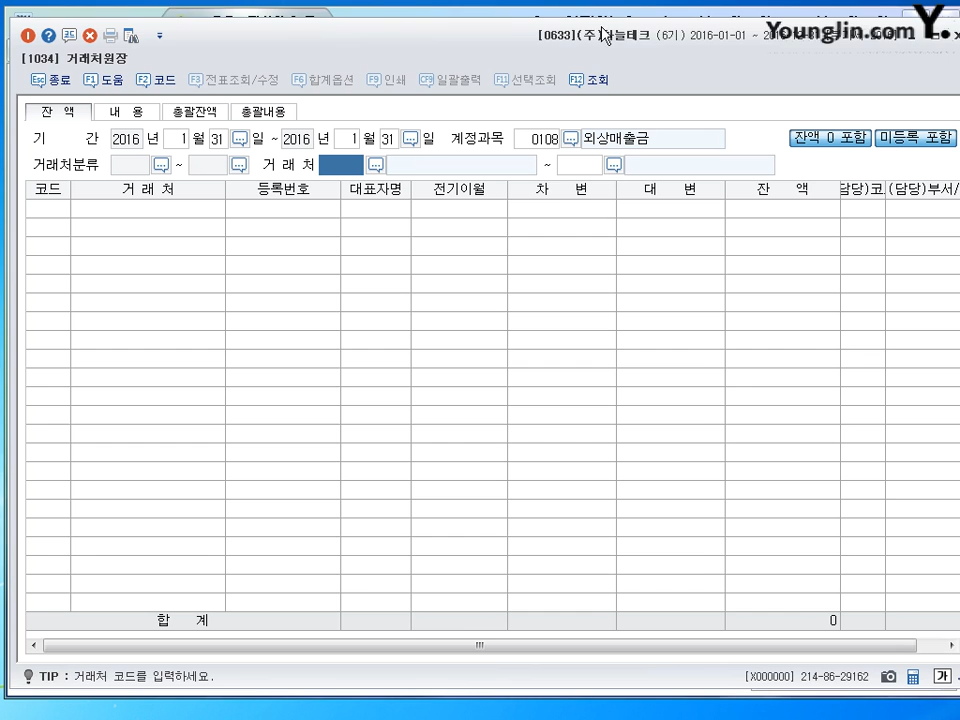 Younglin.com Y.
[0633](주)나눔테크 (6기) 2016-01-01 ~
[1034] 거래처원장
Esc 종료 F1 도움 F2 코드 F3 전표조회/수정 F6 합계옵션 F9 인쇄 CF9 일괄출력 F11 선택조회 F12 조회
잔 액 내 용 총괄잔액 총괄내용
기 간 2016 년 1 월 31 일 ~ 2016 년 1 월 31 일 계정과목 0108 외상매출금 잔액 0 포함 미등록 포함
거래처분류 ~ 거 래 처 ~
코드 거 래 처 등록번호 대표자명 전기이월 차 변 대 변 잔 액 담당)코 (담당)부서/
합 계 0
TIP : 거래처 코드를 입력하세요. [X000000] 214-86-29162 가